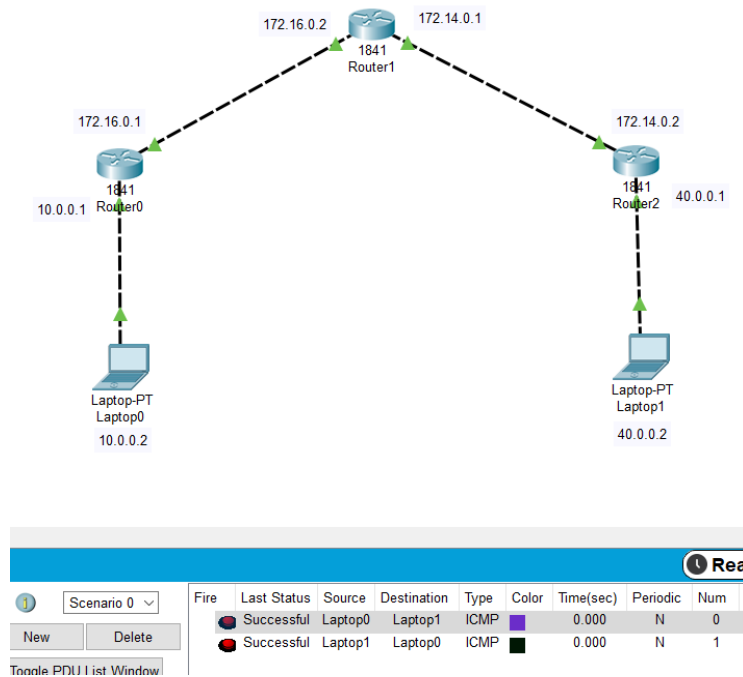 172.16.0.2
172.14.0.1
1841
Router1
172.16.0.1
172.14.0.2
1841
Router0
10.0.0.1
1841
Router2
40.0.0.1
Laptop-PT
Laptop0
10.0.0.2
Laptop-PT
Laptop1
40.0.0.2
Rea
Scenario 0
New Delete
Toggle PDU List Window
Fire Last Status Source Destination Type Color Time(sec) Periodic Num
Successful Laptop0 Laptop1 ICMP 0.000 N 0
Successful Laptop1 Laptop0 ICMP 0.000 N 1